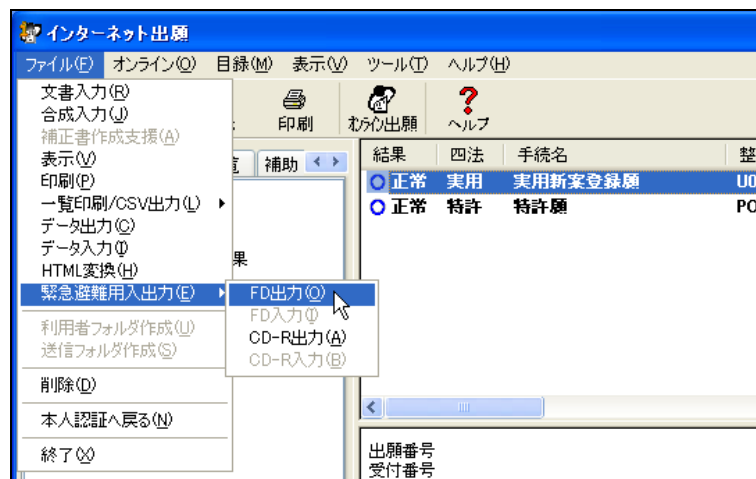 インターネット出願
ファイル(F) オンライン(O) 目録(M) 表示(V) ツール(T) ヘルプ(H)
文書入力(R)
合成入力(J)
補正書作成支援(A)
表示(V)
印刷(P)
一覧印刷/CSV出力(L)
データ出力(C)
データ入力(I)
HTML変換(H)
緊急避難用入出力(E)
利用者フォルダ作成(U)
送信フォルダ作成(S)
削除(D)
本人認証へ戻る(N)
終了(X)
FD出力(O)
FD入力(I)
CD-R出力(A)
CD-R入力(B)
印刷 オンライン出願 ヘルプ
補助
果
結果 四法 手続名 整
正常 実用 実用新案登録願 U0
正常 特許 特許願 PO
出願番号
受付番号